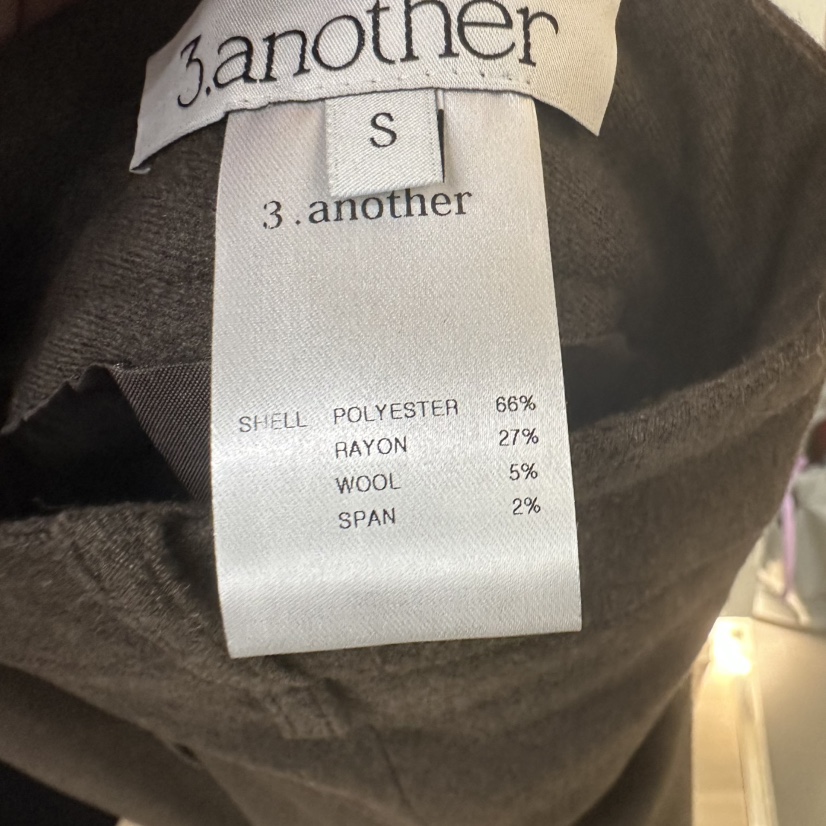 3.another
S
3.another
SHELL POLYESTER 66%
RAYON 27%
WOOL 5%
SPAN 2%